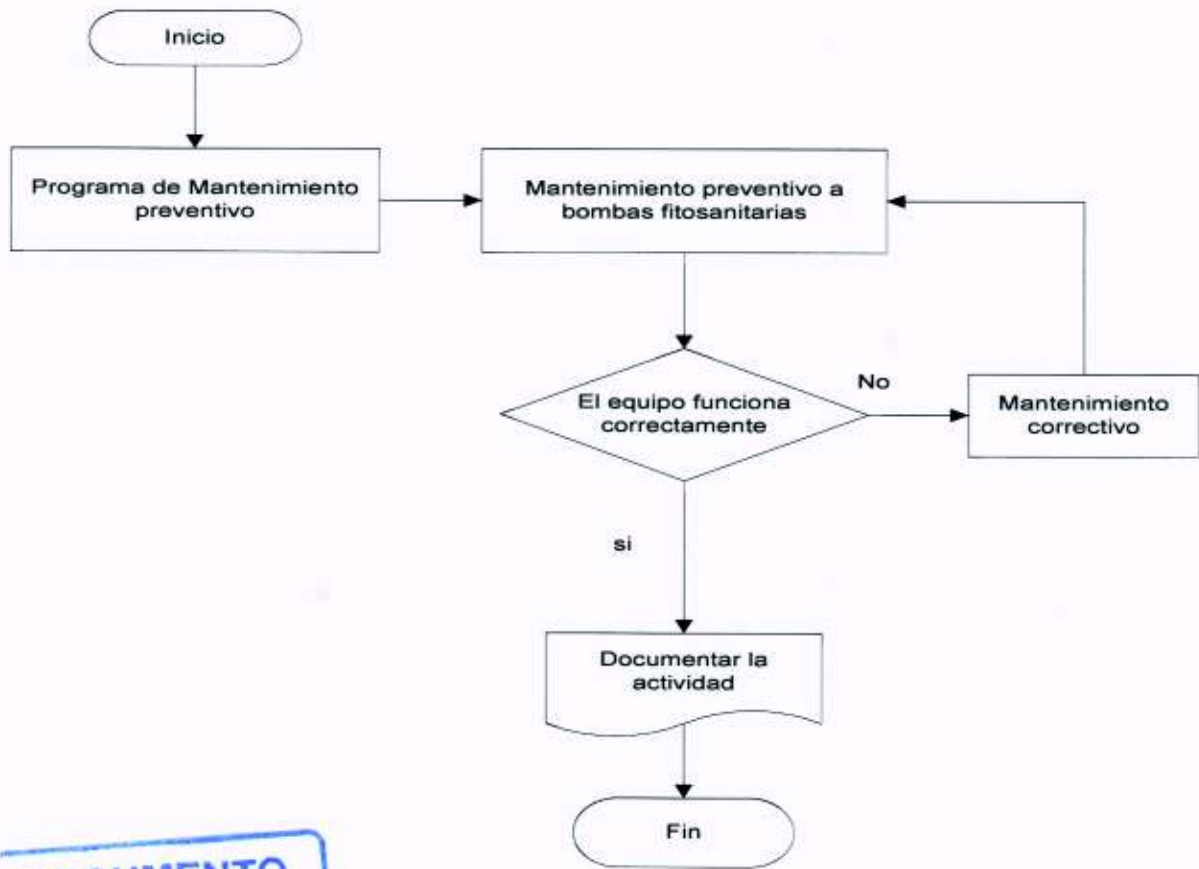 Inicio
Programa de Mantenimiento
preventivo
Mantenimiento preventivo a
bombas fitosanitarias
El equipo funciona
correctamente
No
Mantenimiento
correctivo
si
Documentar la
actividad
Fin